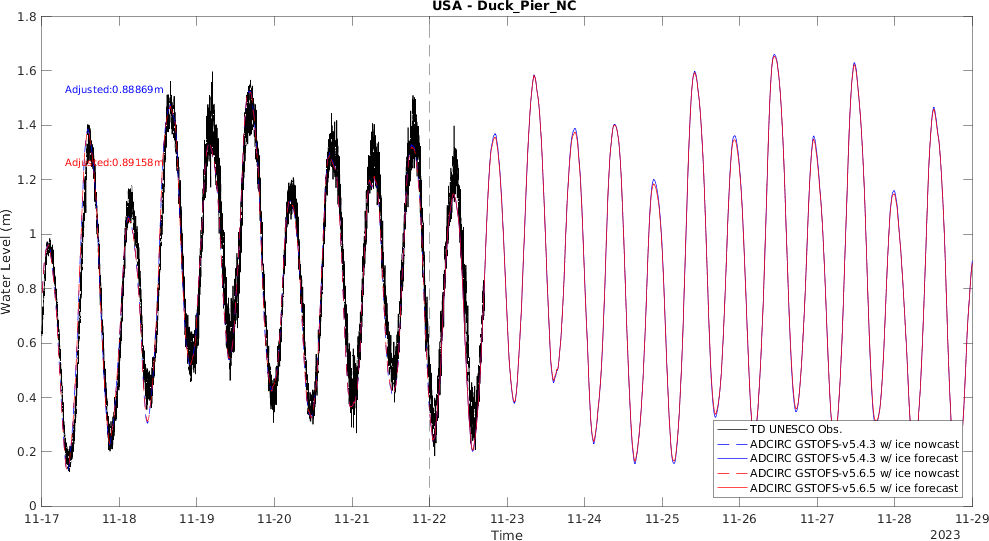 USA - Duck_Pier_NC
1.8
1.6
1.4
1.2
1
0.8
0.6
0.4
0.2
0
Water Level (m)
Adjusted:0.88869m
Adjusted:0.89158m
TD UNESCO Obs.
ADCIRC GSTOFS-v5.4.3 w/ ice nowcast
ADCIRC GSTOFS-v5.4.3 w/ ice forecast
ADCIRC GSTOFS-v5.6.5 w/ ice nowcast
ADCIRC GSTOFS-v5.6.5 w/ ice forecast
11-17 11-18 11-19 11-20 11-21 11-22 11-23 11-24 11-25 11-26 11-27 11-28 11-29
Time
2023